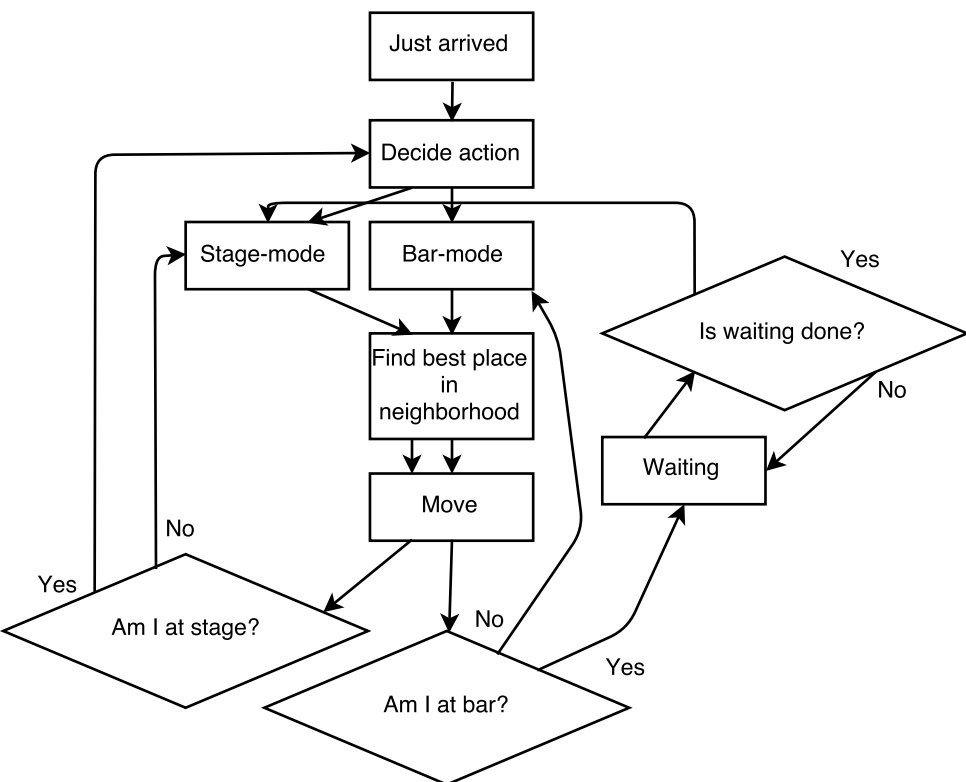 Just arrived
Decide action
Stage-mode
Bar-mode
Yes
Is waiting done?
Find best place
in
neighborhood
No
Waiting
Move
No
Yes
Am I at stage?
No
Yes
Am I at bar?